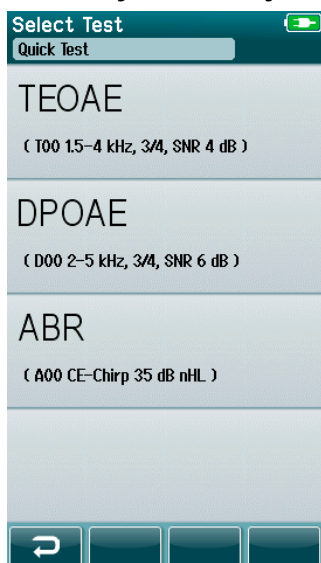 Select Test
Quick Test
TEOAE
( T00 1.5-4 kHz, 3/4, SNR 4 dB )
DPOAE
( D00 2-5 kHz, 3/4, SNR 6 dB )
ABR
( A00 CE-Chirp 35 dB nHL )